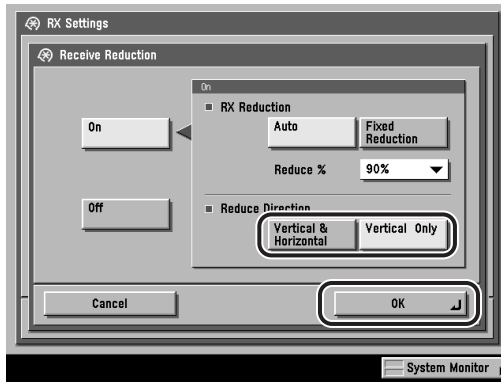 RX Settings
Receive Reduction
On
RX Reduction
On
Auto
Fixed
Reduction
Reduce %
90%
Off
Reduce Direction
Vertical &
Horizontal
Vertical Only
Cancel
OK
System Monitor